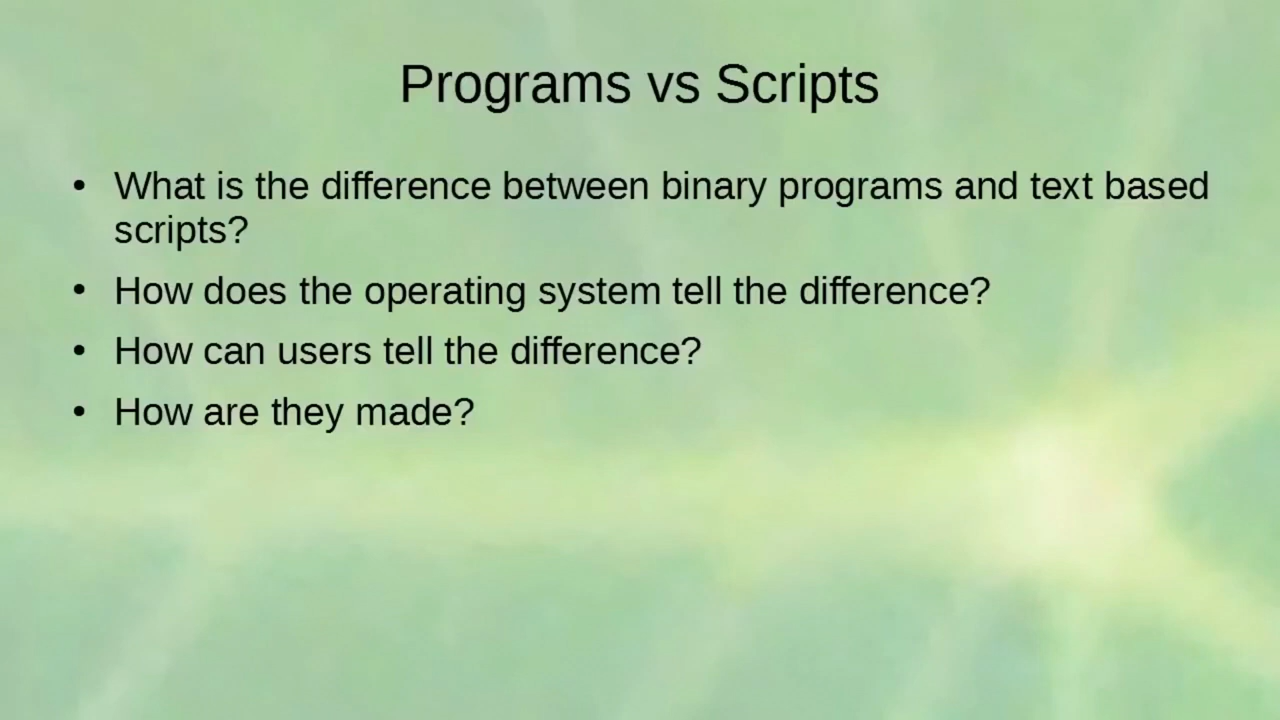 Programs vs Scripts
• What is the difference between binary programs and text based
scripts?
• How does the operating system tell the difference?
• How can users tell the difference?
• How are they made?